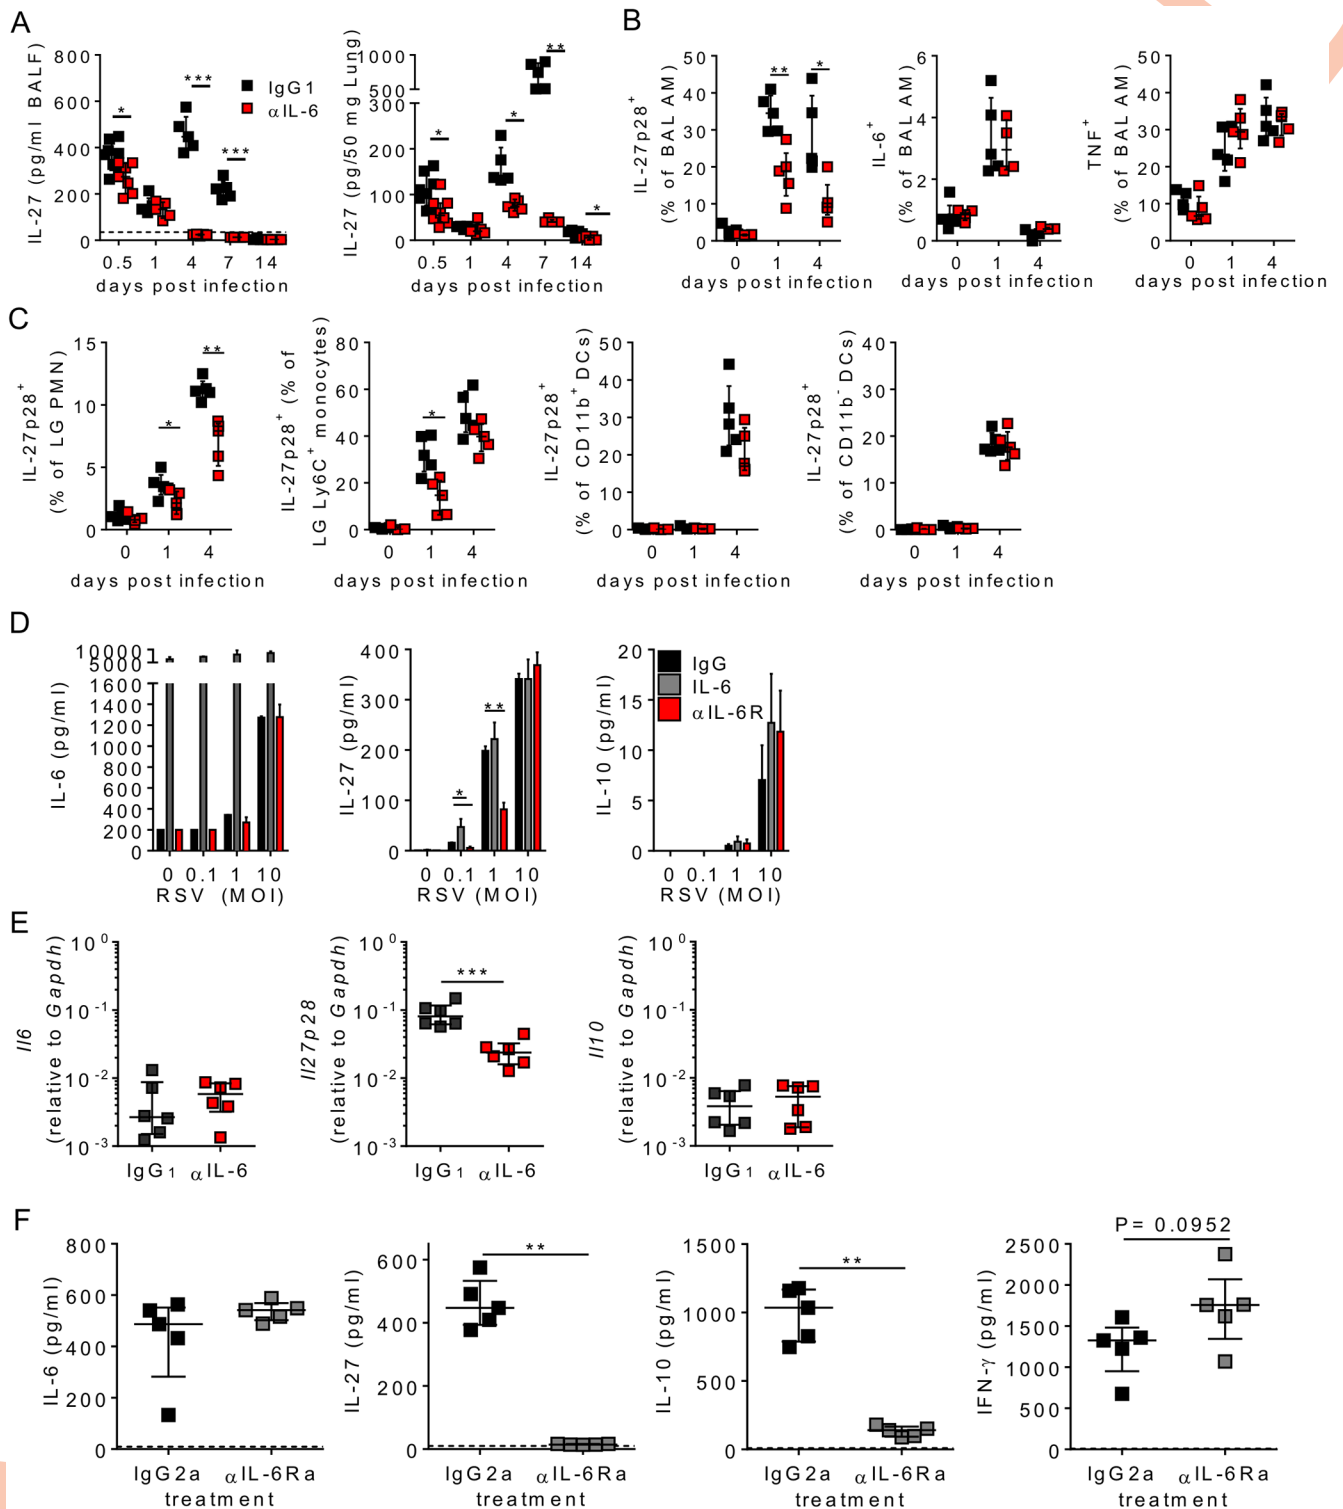 A
IL-27 (pg/ml BALF)
800
600
400
200
0
* *** ***
IgG1
αIL-6
0.5 1 4 7 14
days post infection
IL-27 (pg/50 mg Lung)
1000
500
300
200
100
0
* * ** *
0.5 1 4 7 14
days post infection
B
IL-27p28+
(% of BAL AM)
50
40
30
20
10
0
** *
0 1 4
days post infection
IL-6+
(% of BAL AM)
6
4
2
0
0 1 4
days post infection
TNF+
(% of BAL AM)
50
40
30
20
10
0
0 1 4
days post infection
C
IL-27p28+
(% of LG PMN)
15
10
5
0
* **
0 1 4
days post infection
IL-27p28+ (% of
LG Ly6C+ monocytes)
80
60
40
20
0
*
0 1 4
days post infection
IL-27p28+
(% of CD11b+ DCs)
50
40
30
20
10
0
0 1 4
days post infection
IL-27p28+
(% of CD11b- DCs)
40
30
20
10
0
0 1 4
days post infection
D
IL-6 (pg/ml)
10000
5000
1600
1400
1200
1000
800
600
400
200
0
0 0.1 1 10
RSV (MOI)
IL-27 (pg/ml)
400
300
200
100
0
* **
0 0.1 1 10
RSV (MOI)
IL-10 (pg/ml)
20
15
10
5
0
IgG
IL-6
αIL-6R
0 0.1 1 10
RSV (MOI)
E
Il6
(relative to Gapdh)
10^0
10^-1
10^-2
10^-3
IgG1 αIL-6
Il27p28
(relative to Gapdh)
10^0
10^-1
10^-2
10^-3
***
IgG1 αIL-6
Il10
(relative to Gapdh)
10^0
10^-1
10^-2
10^-3
IgG1 αIL-6
F
IL-6 (pg/ml)
800
600
400
200
0
IgG2a αIL-6Ra
treatment
IL-27 (pg/ml)
600
400
200
0
**
IgG2a αIL-6Ra
treatment
IL-10 (pg/ml)
1500
1000
500
0
**
IgG2a αIL-6Ra
treatment
IFN-γ (pg/ml)
P= 0.0952
2500
2000
1500
1000
500
0
IgG2a αIL-6Ra
treatment